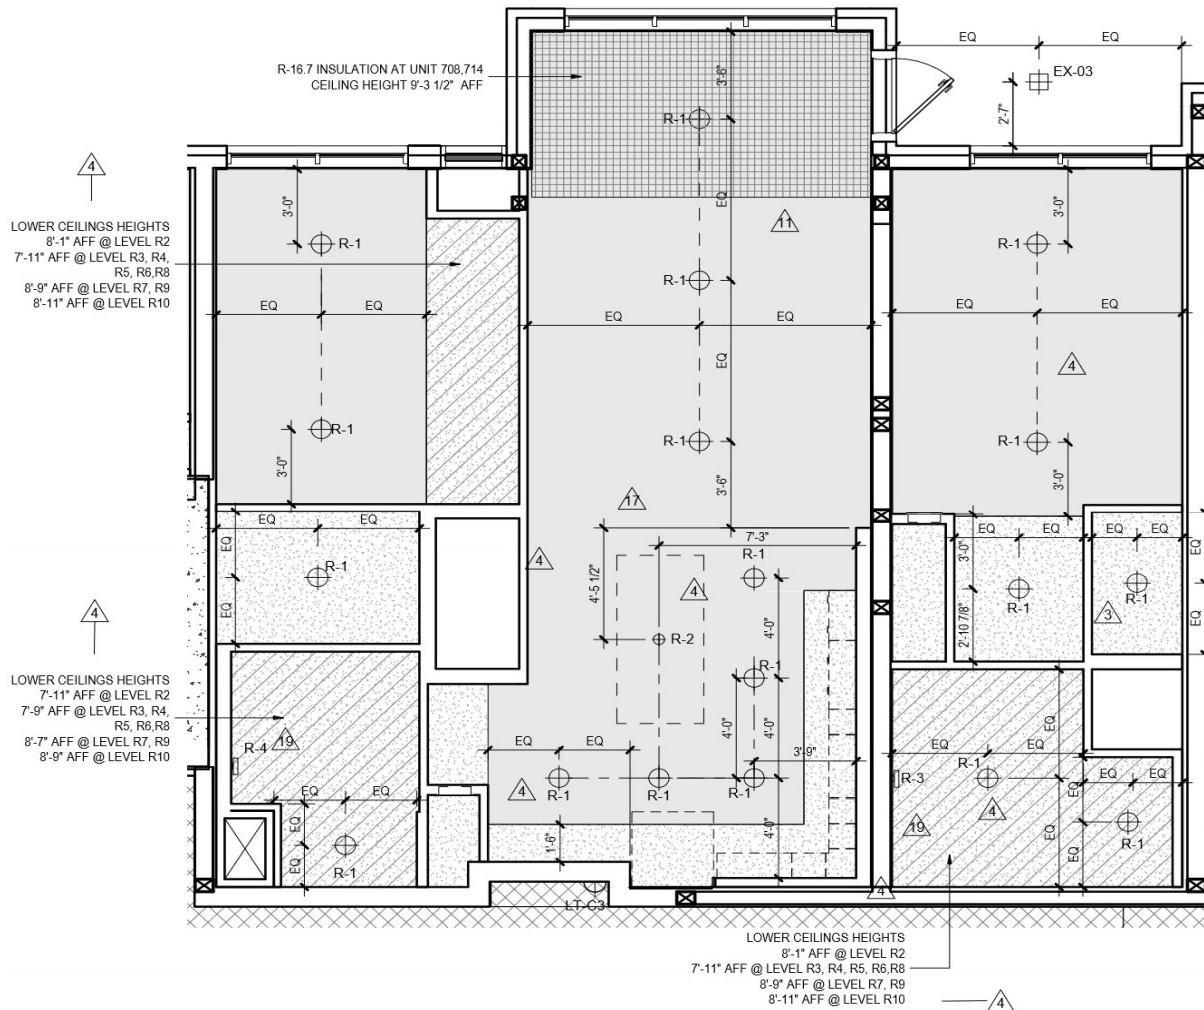 EQ
EQ
EX-03
R-16.7 INSULATION AT UNIT 708,714
CEILING HEIGHT 9'-3 1/2" AFF
3'-6"
2'-7"
R-1
4
LOWER CEILINGS HEIGHTS
8'-1" AFF @ LEVEL R2
7'-11" AFF @ LEVEL R3, R4,
R5, R6,R8
8'-9" AFF @ LEVEL R7, R9
8'-11" AFF @ LEVEL R10
3'-0"
R-1
EQ
EQ
R-1
3'-0"
EQ
11
R-1
EQ
EQ
EQ
R-1
3'-6"
17
3'-0"
R-1
EQ
EQ
4
R-1
3'-0"
EQ
EQ
EQ
R-1
EQ
4
7'-3"
R-1
4'-5 1/2"
4
R-2
4'-0"
R-1
4'-0"
4'-0"
3'-9"
EQ
EQ
3'-0"
R-1
2'-10 7/8"
EQ
EQ
3
R-1
EQ
EQ
4
LOWER CEILINGS HEIGHTS
7'-11" AFF @ LEVEL R2
7'-9" AFF @ LEVEL R3, R4,
R5, R6,R8
8'-7" AFF @ LEVEL R7, R9
8'-9" AFF @ LEVEL R10
R-4
19
EQ
EQ
EQ
EQ
R-1
EQ
EQ
4
R-1
R-1
R-1
4'-0"
1'-6"
LT-C3
EQ
EQ
EQ
R-3
R-1
19
4
EQ
EQ
EQ
EQ
EQ
R-1
EQ
4
LOWER CEILINGS HEIGHTS
8'-1" AFF @ LEVEL R2
7'-11" AFF @ LEVEL R3, R4, R5, R6,R8
8'-9" AFF @ LEVEL R7, R9
8'-11" AFF @ LEVEL R10
4